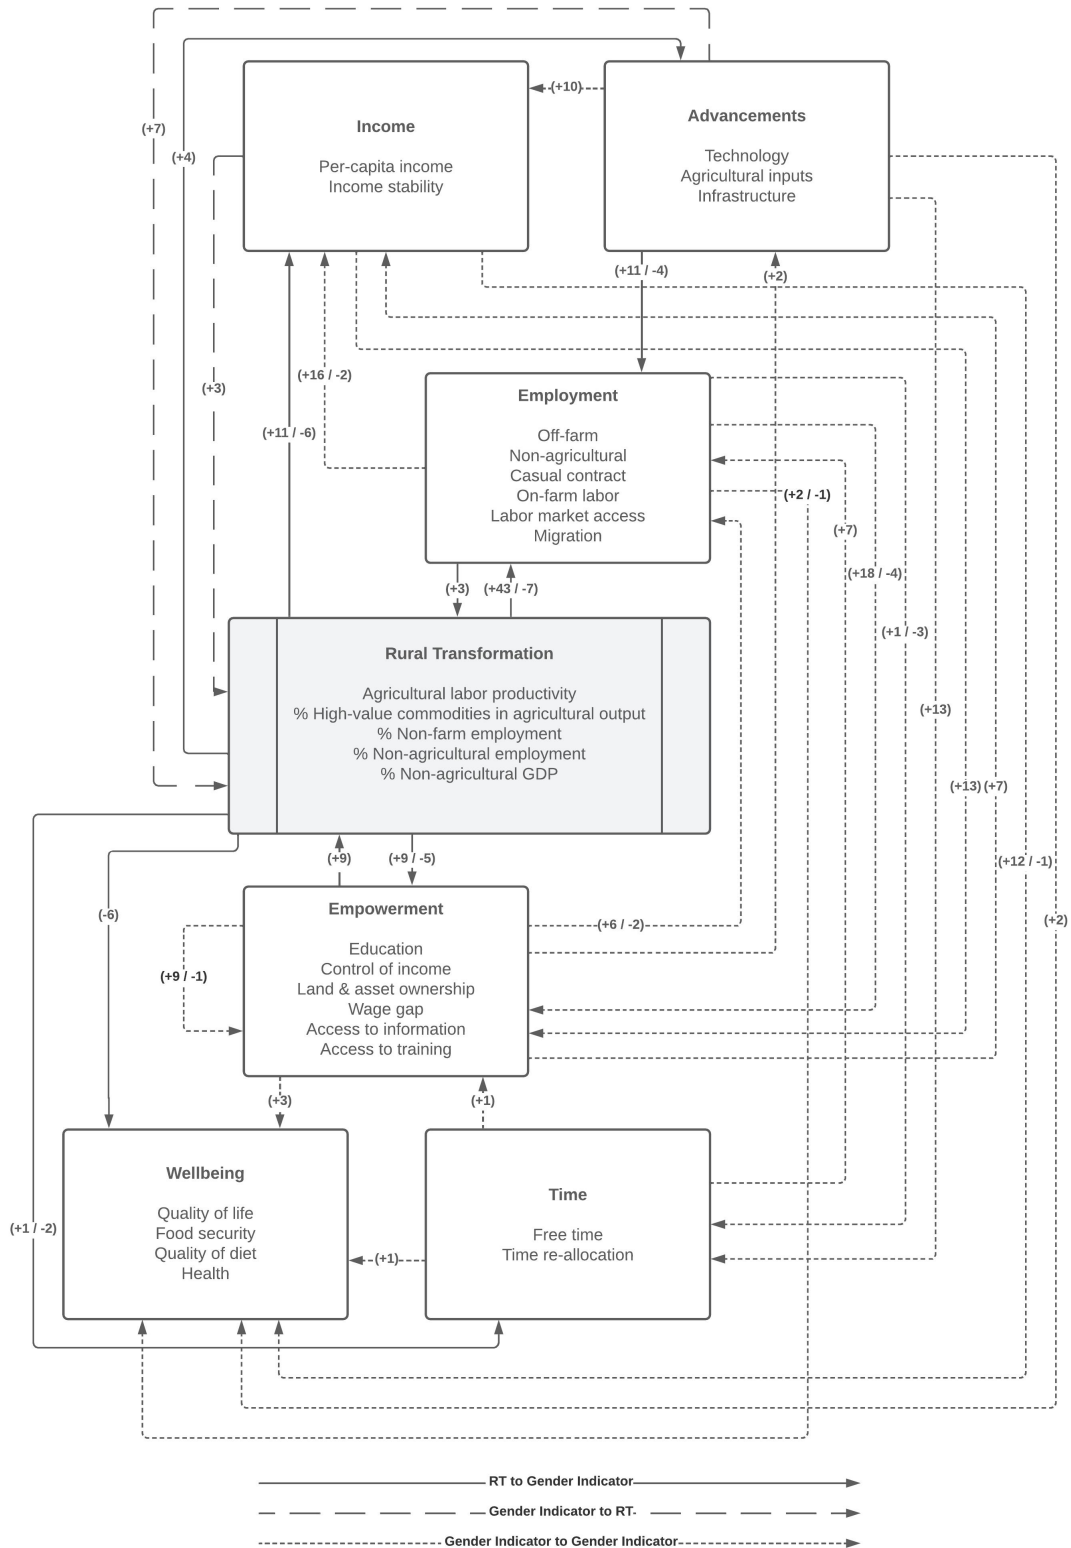 (+10)
Income
Per-capita income
Income stability
Advancements
Technology
Agricultural inputs
Infrastructure
(+7)
(+4)
(+11 / -4)
(+2)
(+3)
(+16 / -2)
(+11 / -6)
Employment
Off-farm
Non-agricultural
Casual contract
On-farm labor
Labor market access
Migration
(+2 / -1)
(+7)
(+18 / -4)
(+3)
(+43 / -7)
(+1 / -3)
Rural Transformation
Agricultural labor productivity
% High-value commodities in agricultural output
% Non-farm employment
% Non-agricultural employment
% Non-agricultural GDP
(+13)
(+13)
(+7)
(+9)
(+9 / -5)
(+12 / -1)
(-6)
Empowerment
Education
Control of income
Land & asset ownership
Wage gap
Access to information
Access to training
(+6 / -2)
(+2)
(+9 / -1)
(+3)
(+1)
Wellbeing
Quality of life
Food security
Quality of diet
Health
Time
Free time
Time re-allocation
(+1 / -2)
(+1)
RT to Gender Indicator
Gender Indicator to RT
Gender Indicator to Gender Indicator